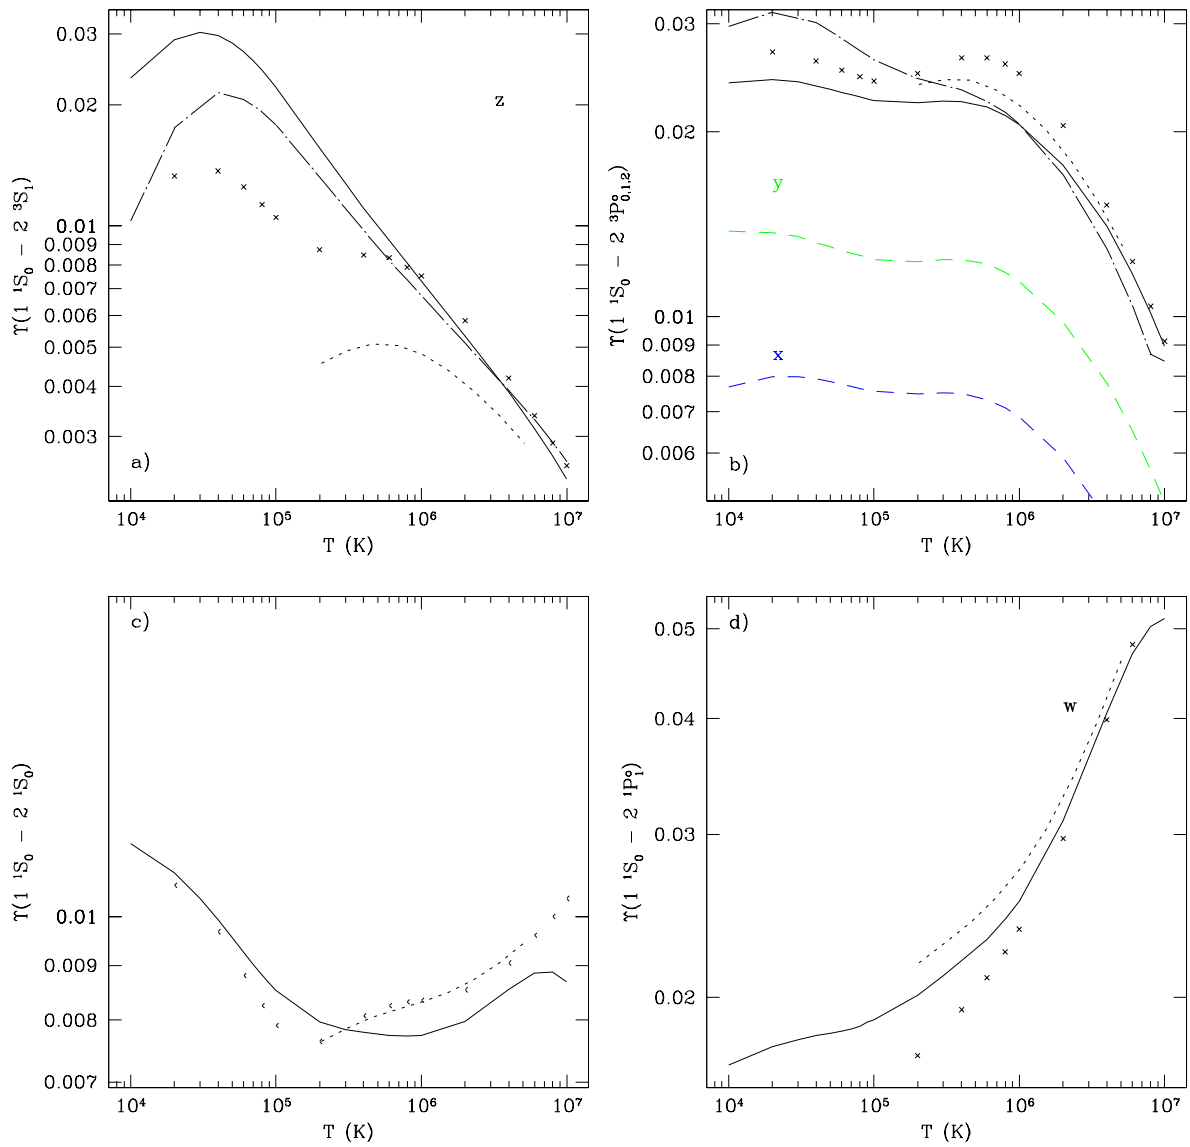 0.03
0.02
0.01
0.009
0.008
0.007
0.006
0.005
0.004
0.003
ϒ(1 ¹S₀ − 2 ³S₁)
z
a)
10⁴
10⁵
10⁶
10⁷
T (K)
0.03
0.02
0.01
0.009
0.008
0.007
0.006
ϒ(1 ¹S₀ − 2 ³P°₀,₁,₂)
y
x
b)
10⁴
10⁵
10⁶
10⁷
T (K)
c)
0.01
0.009
0.008
0.007
ϒ(1 ¹S₀ − 2 ¹S₀)
10⁴
10⁵
10⁶
10⁷
T (K)
d)
0.05
0.04
0.03
0.02
ϒ(1 ¹S₀ − 2 ¹P°₁)
w
10⁴
10⁵
10⁶
10⁷
T (K)